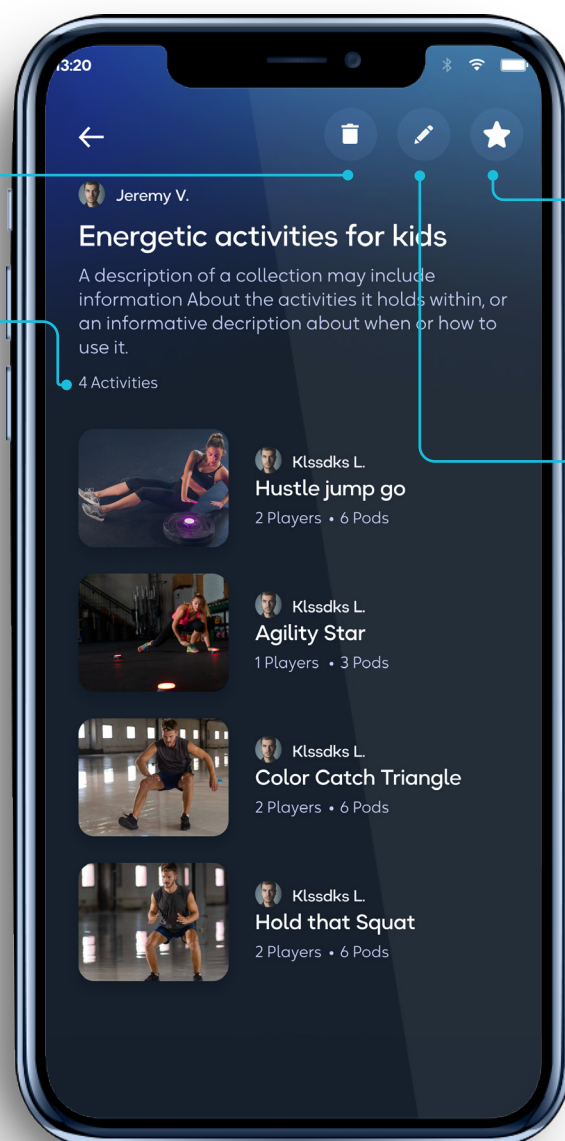 13:20
Jeremy V.
Energetic activities for kids
A description of a collection may include
information About the activities it holds within, or
an informative decription about when or how to
use it.
4 Activities
Klssdks L.
Hustle jump go
2 Players • 6 Pods
Klssdks L.
Agility Star
1 Players • 3 Pods
Klssdks L.
Color Catch Triangle
2 Players • 6 Pods
Klssdks L.
Hold that Squat
2 Players • 6 Pods